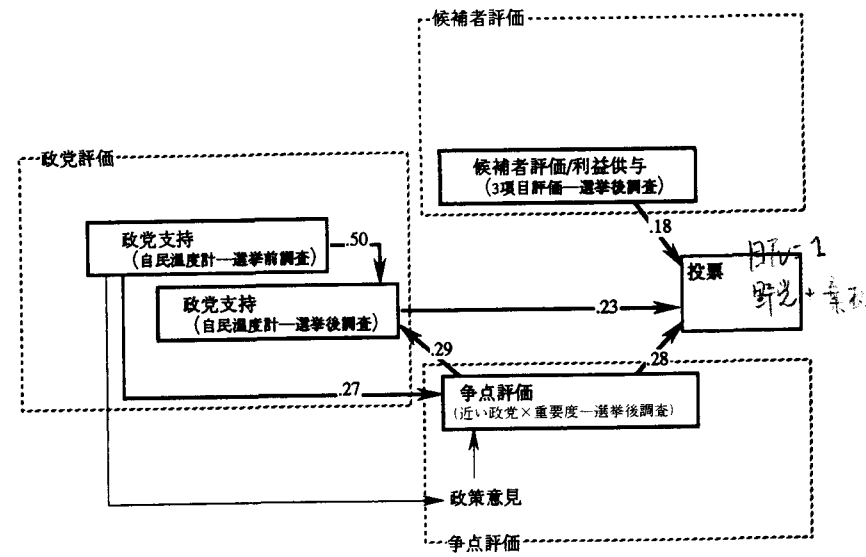 候補者評価
候補者評価/利益供与
(3項目評価—選挙後調査)
政党評価
政党支持
(自民温度計—選挙前調査)
.50
.18
政党支持
(自民温度計—選挙後調査)
投票
.23
.29
.28
.27
争点評価
(近い政党×重要度—選挙後調査)
政策意見
争点評価